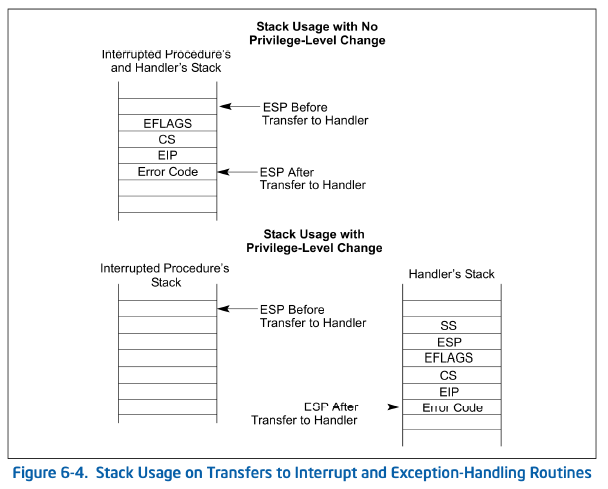 Stack Usage with No
Privilege-Level Change
Interrupted Procedure's
and Handler's Stack
ESP Before
Transfer to Handler
EFLAGS
CS
EIP
Error Code
ESP After
Transfer to Handler
Stack Usage with
Privilege-Level Change
Interrupted Procedure's
Stack
Handler's Stack
ESP Before
Transfer to Handler
SS
ESP
EFLAGS
CS
EIP
ESP After
Transfer to Handler
Error Code
Figure 6-4. Stack Usage on Transfers to Interrupt and Exception-Handling Routines